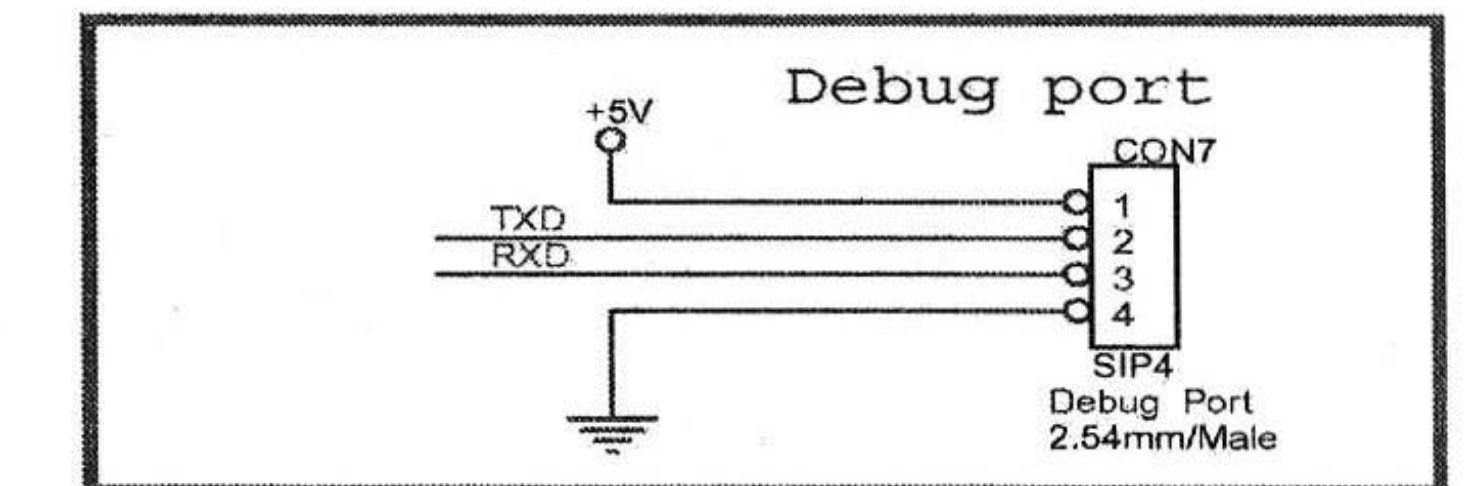 Debug port
+5V
CON7
1
TXD
2
RXD
3
4
SIP4
Debug Port
2.54mm/Male